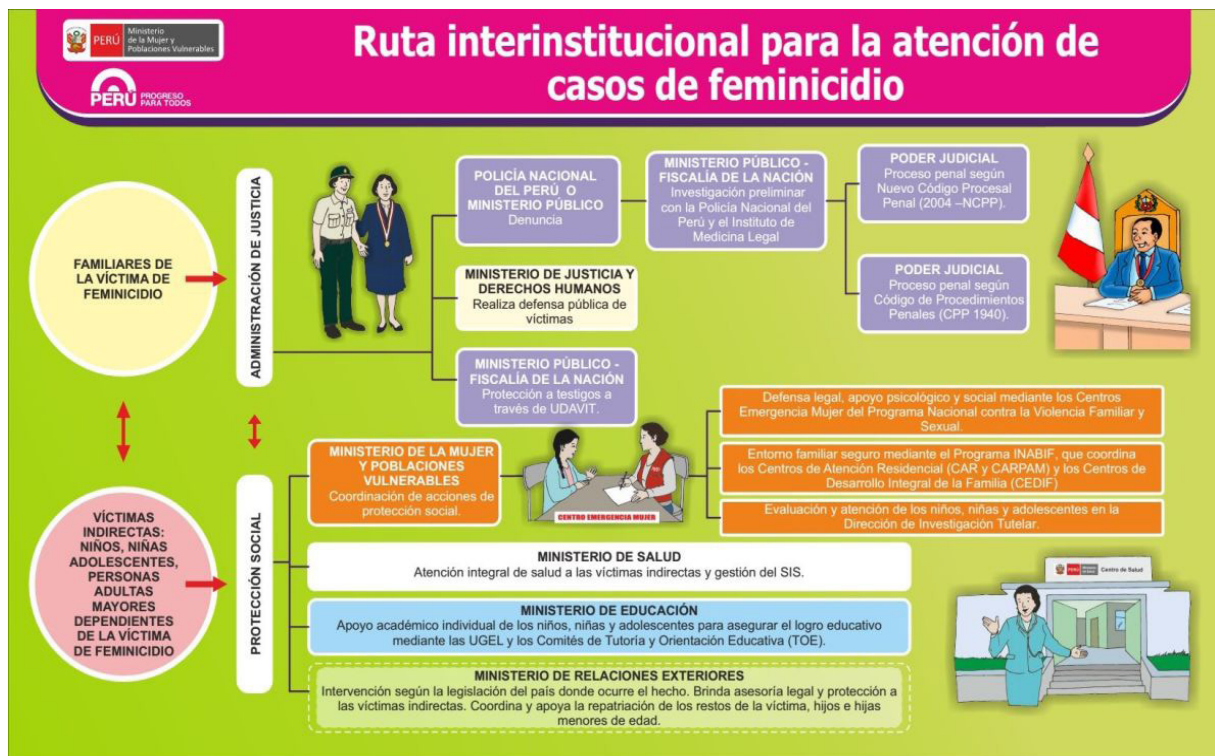 PERÚ
Ministerio
de la Mujer y
Poblaciones Vulnerables
PERÚ PROGRESO
PARA TODOS
Ruta interinstitucional para la atención de
casos de feminicidio
FAMILIARES DE
LA VÍCTIMA DE
FEMINICIDIO
ADMINISTRACIÓN DE JUSTICIA
POLICÍA NACIONAL
DEL PERÚ O
MINISTERIO PÚBLICO
Denuncia
MINISTERIO PÚBLICO -
FISCALÍA DE LA NACIÓN
Investigación preliminar
con la Policía Nacional del
Perú y el Instituto de
Medicina Legal
PODER JUDICIAL
Proceso penal según
Nuevo Código Procesal
Penal (2004 –NCPP).
PODER JUDICIAL
Proceso penal según
Código de Procedimientos
Penales (CPP 1940).
MINISTERIO DE JUSTICIA Y
DERECHOS HUMANOS
Realiza defensa pública de
víctimas
MINISTERIO PÚBLICO -
FISCALÍA DE LA NACIÓN
Protección a testigos a
través de UDAVIT.
VÍCTIMAS
INDIRECTAS:
NIÑOS, NIÑAS
ADOLESCENTES,
PERSONAS
ADULTAS
MAYORES
DEPENDIENTES
DE LA VÍCTIMA
DE FEMINICIDIO
PROTECCIÓN SOCIAL
MINISTERIO DE LA MUJER
Y POBLACIONES
VULNERABLES
Coordinación de acciones de
protección social.
CENTRO EMERGENCIA MUJER
Defensa legal, apoyo psicológico y social mediante los Centros
Emergencia Mujer del Programa Nacional contra la Violencia Familiar y
Sexual.
Entorno familiar seguro mediante el Programa INABIF, que coordina
los Centros de Atención Residencial (CAR y CARPAM) y los Centros de
Desarrollo Integral de la Familia (CEDIF)
Evaluación y atención de los niños, niñas y adolescentes en la
Dirección de Investigación Tutelar.
MINISTERIO DE SALUD
Atención integral de salud a las víctimas indirectas y gestión del SIS.
MINISTERIO DE EDUCACIÓN
Apoyo académico individual de los niños, niñas y adolescentes para asegurar el logro educativo
mediante las UGEL y los Comités de Tutoría y Orientación Educativa (TOE).
MINISTERIO DE RELACIONES EXTERIORES
Intervención según la legislación del país donde ocurre el hecho. Brinda asesoría legal y protección a
las víctimas indirectas. Coordina y apoya la repatriación de los restos de la víctima, hijos e hijas
menores de edad.
PERÚ
Centro de Salud